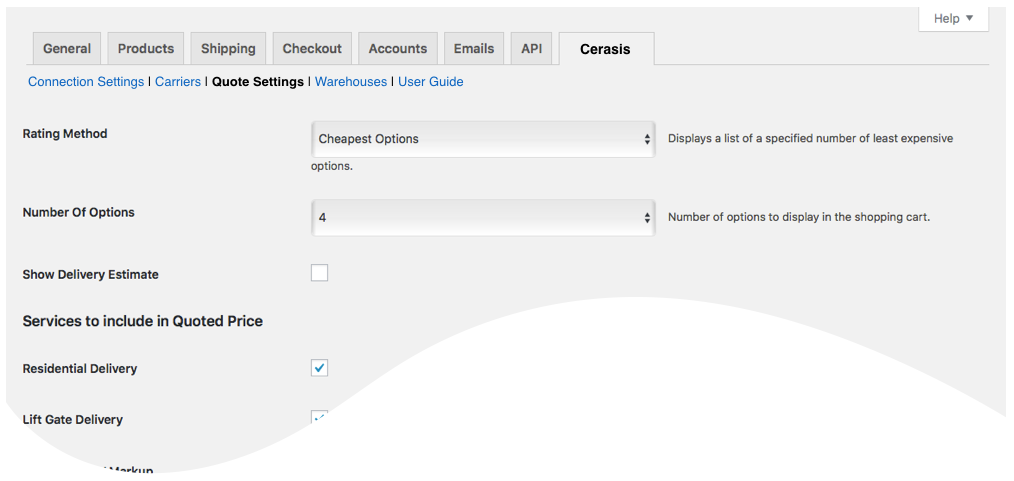 Help ▼
General Products Shipping Checkout Accounts Emails API Cerasis
Connection Settings | Carriers | Quote Settings | Warehouses | User Guide
Rating Method Cheapest Options Displays a list of a specified number of least expensive
options.
Number Of Options 4 Number of options to display in the shopping cart.
Show Delivery Estimate
Services to include in Quoted Price
Residential Delivery
Lift Gate Delivery
Markup